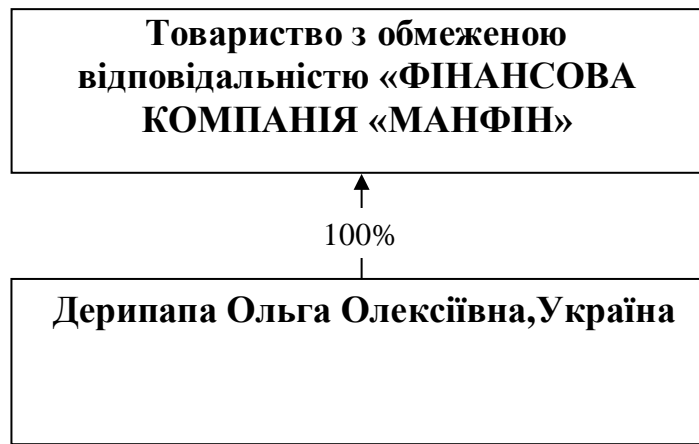 Товариство з обмеженою
відповідальністю «ФІНАНСОВА
КОМПАНІЯ «МАНФІН»
100%
Дерипапа Ольга Олексіївна,Україна